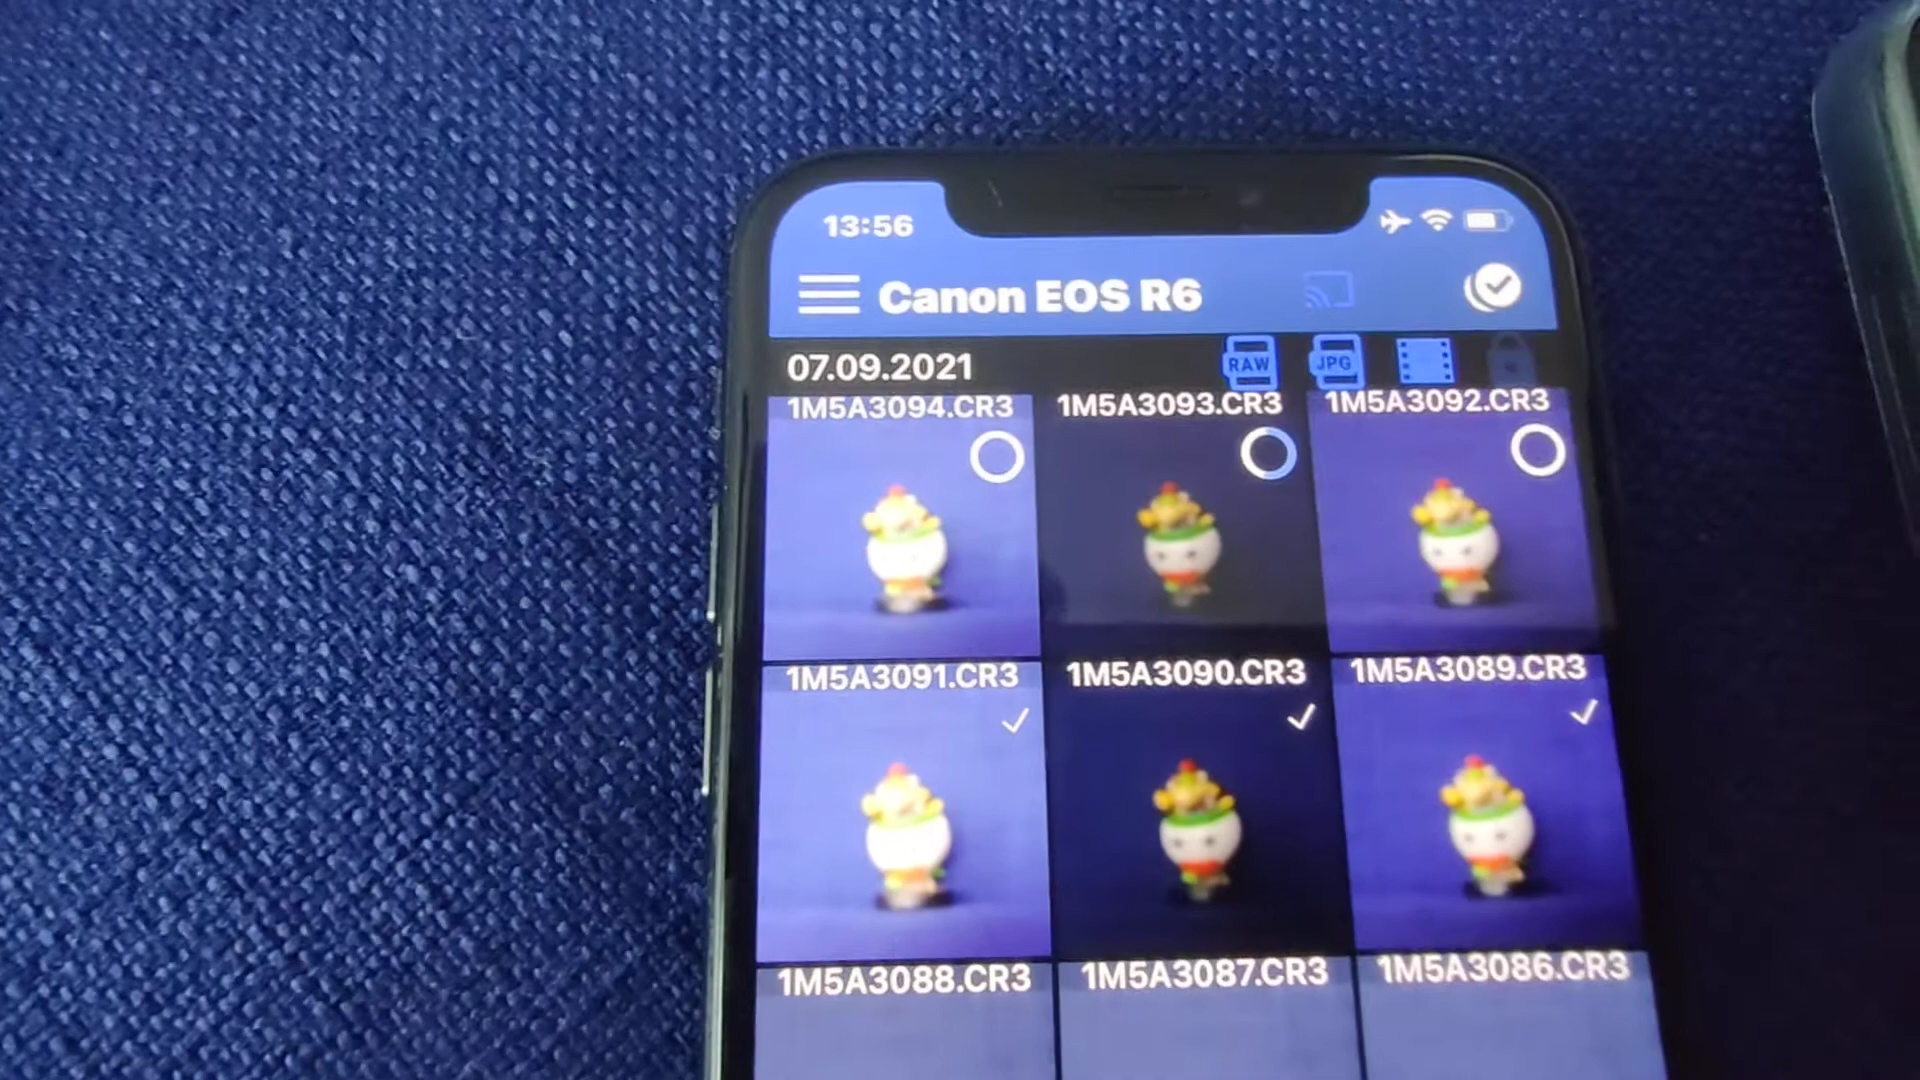 13:56
Canon EOS R6
07.09.2021
RAW JPG
1M5A3094.CR3 1M5A3093.CR3 1M5A3092.CR3
1M5A3091.CR3 1M5A3090.CR3 1M5A3089.CR3
1M5A3088.CR3 1M5A3087.CR3 1M5A3086.CR3